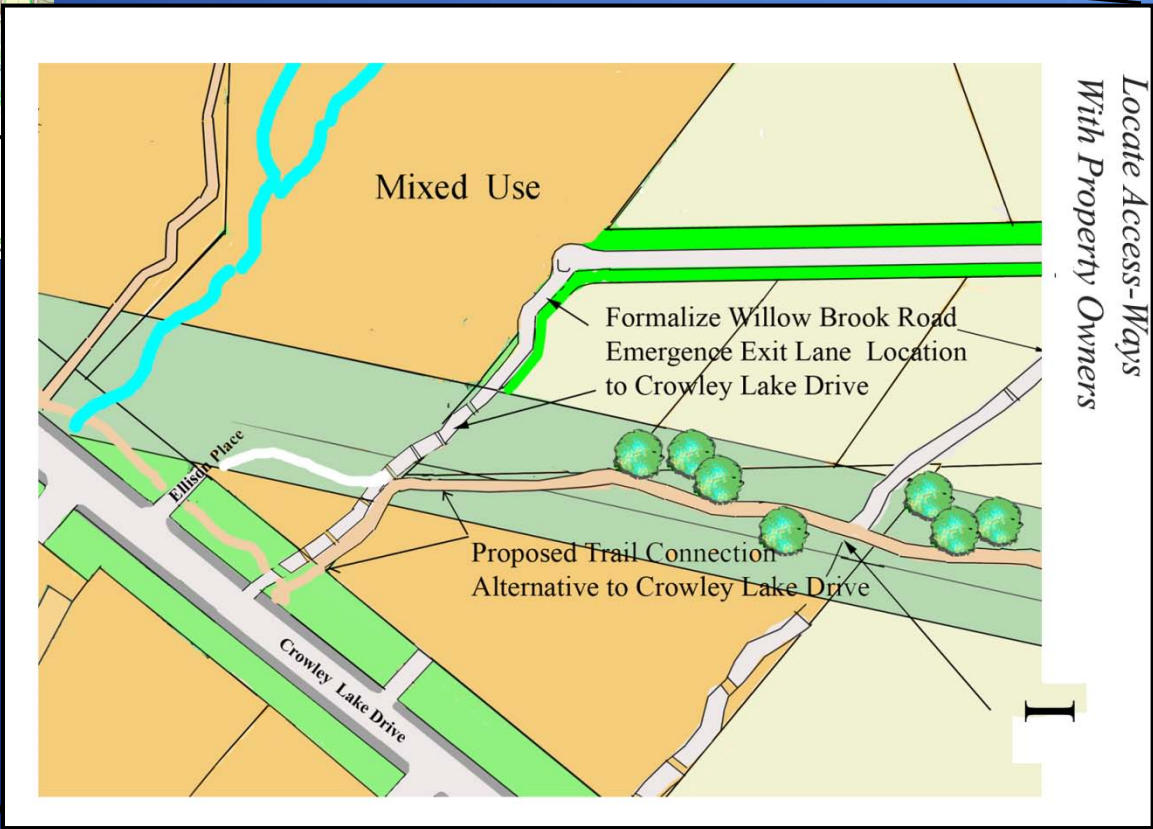 Locate Access-Ways
With Property Owners
Mixed Use
Formalize Willow Brook Road
Emergence Exit Lane Location
to Crowley Lake Drive
Ellison Place
Proposed Trail Connection
Alternative to Crowley Lake Drive
Crowley Lake Drive
I